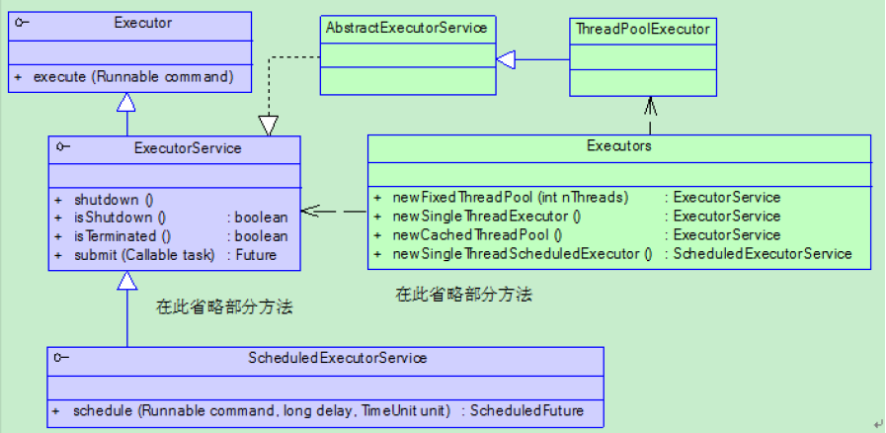 Executor
+ execute (Runnable command)
AbstractExecutorService
ThreadPoolExecutor
ExecutorService
+ shutdown ()
+ isShutdown () : boolean
+ isTerminated () : boolean
+ submit (Callable task) : Future
Executors
+ newFixedThreadPool (int nThreads) : ExecutorService
+ newSingleThreadExecutor () : ExecutorService
+ newCachedThreadPool () : ExecutorService
+ newSingleThreadScheduledExecutor () : ScheduledExecutorService
在此省略部分方法
在此省略部分方法
ScheduledExecutorService
+ schedule (Runnable command, long delay, TimeUnit unit) : ScheduledFuture